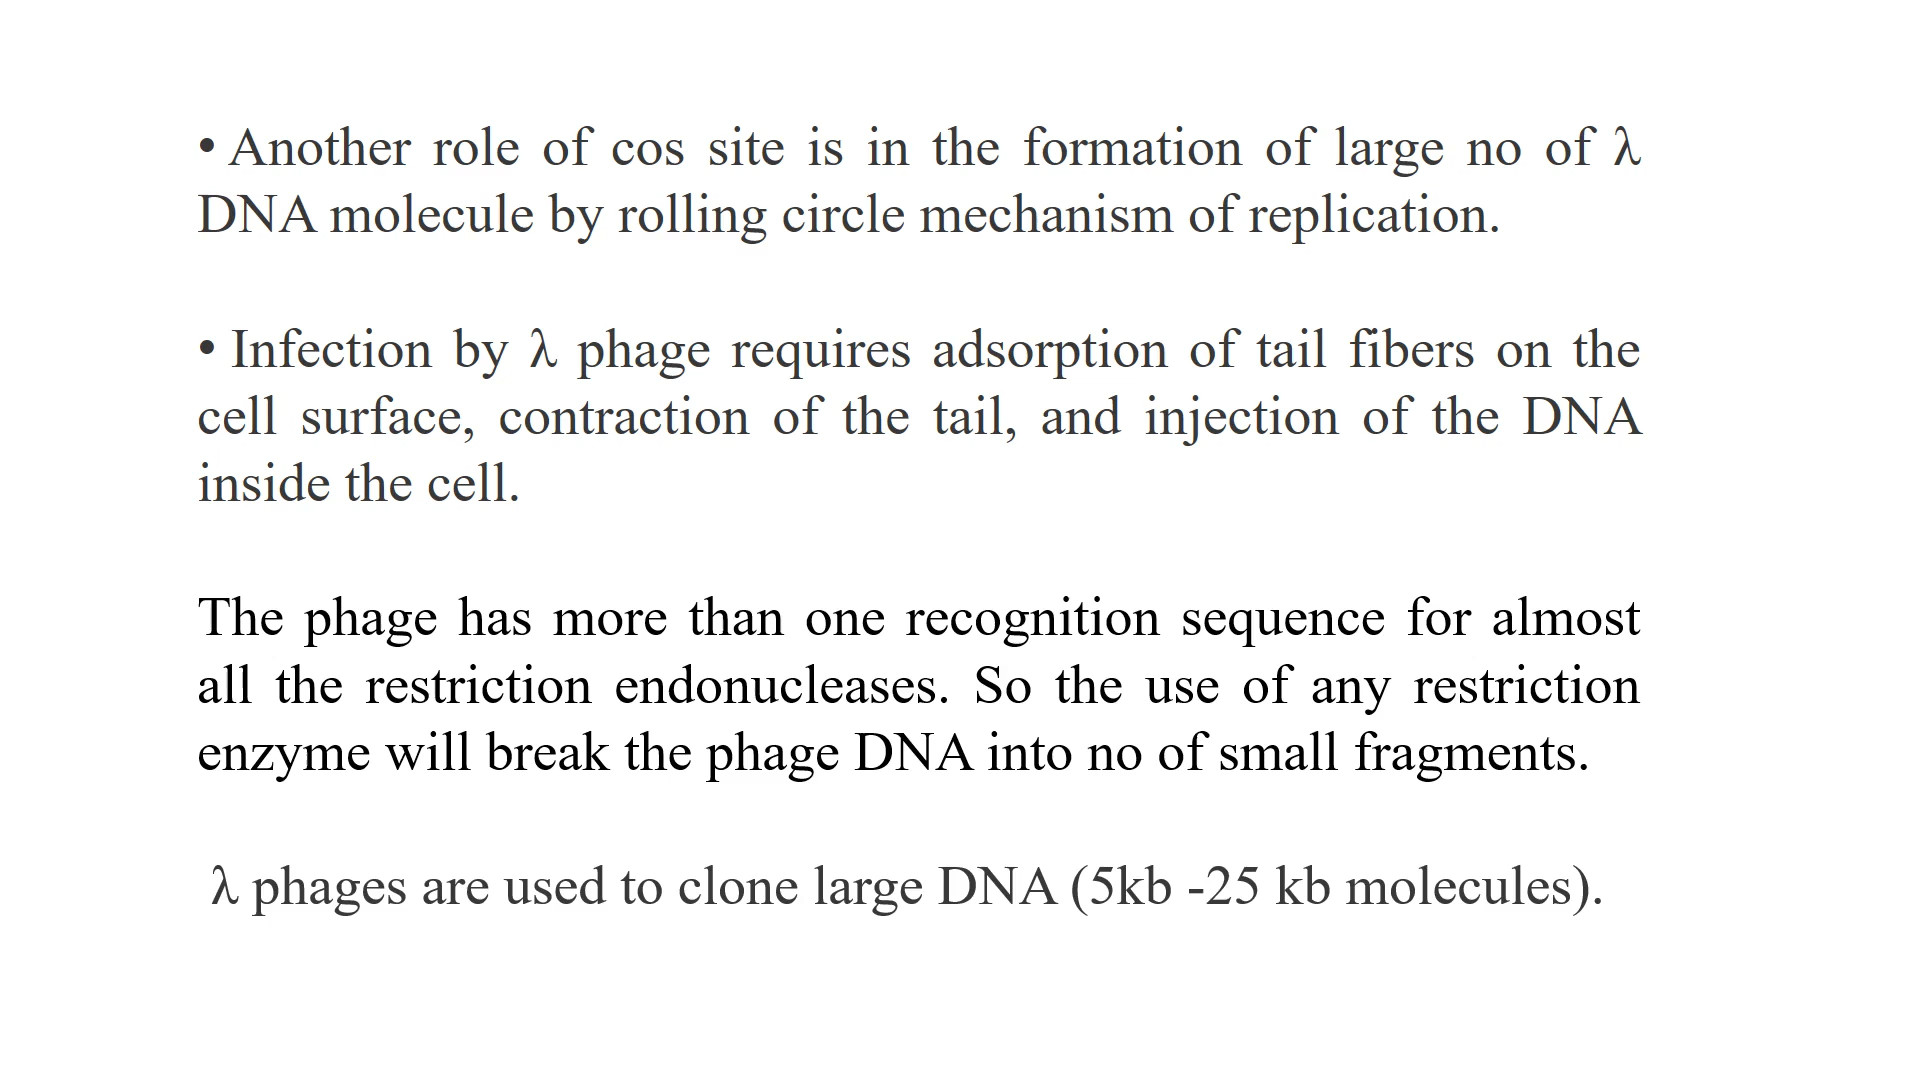 • Another role of cos site is in the formation of large no of λ
DNA molecule by rolling circle mechanism of replication.
• Infection by λ phage requires adsorption of tail fibers on the
cell surface, contraction of the tail, and injection of the DNA
inside the cell.
The phage has more than one recognition sequence for almost
all the restriction endonucleases. So the use of any restriction
enzyme will break the phage DNA into no of small fragments.
λ phages are used to clone large DNA (5kb -25 kb molecules).